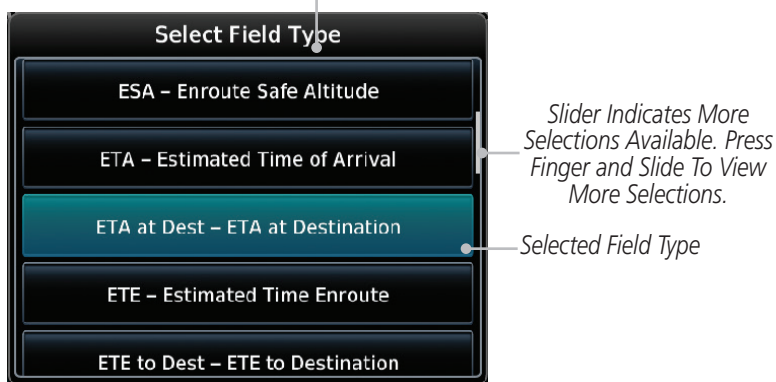 Select Field Type
ESA – Enroute Safe Altitude
ETA – Estimated Time of Arrival
ETA at Dest – ETA at Destination
ETE – Estimated Time Enroute
ETE to Dest – ETE to Destination
Slider Indicates More
Selections Available. Press
Finger and Slide To View
More Selections.
Selected Field Type